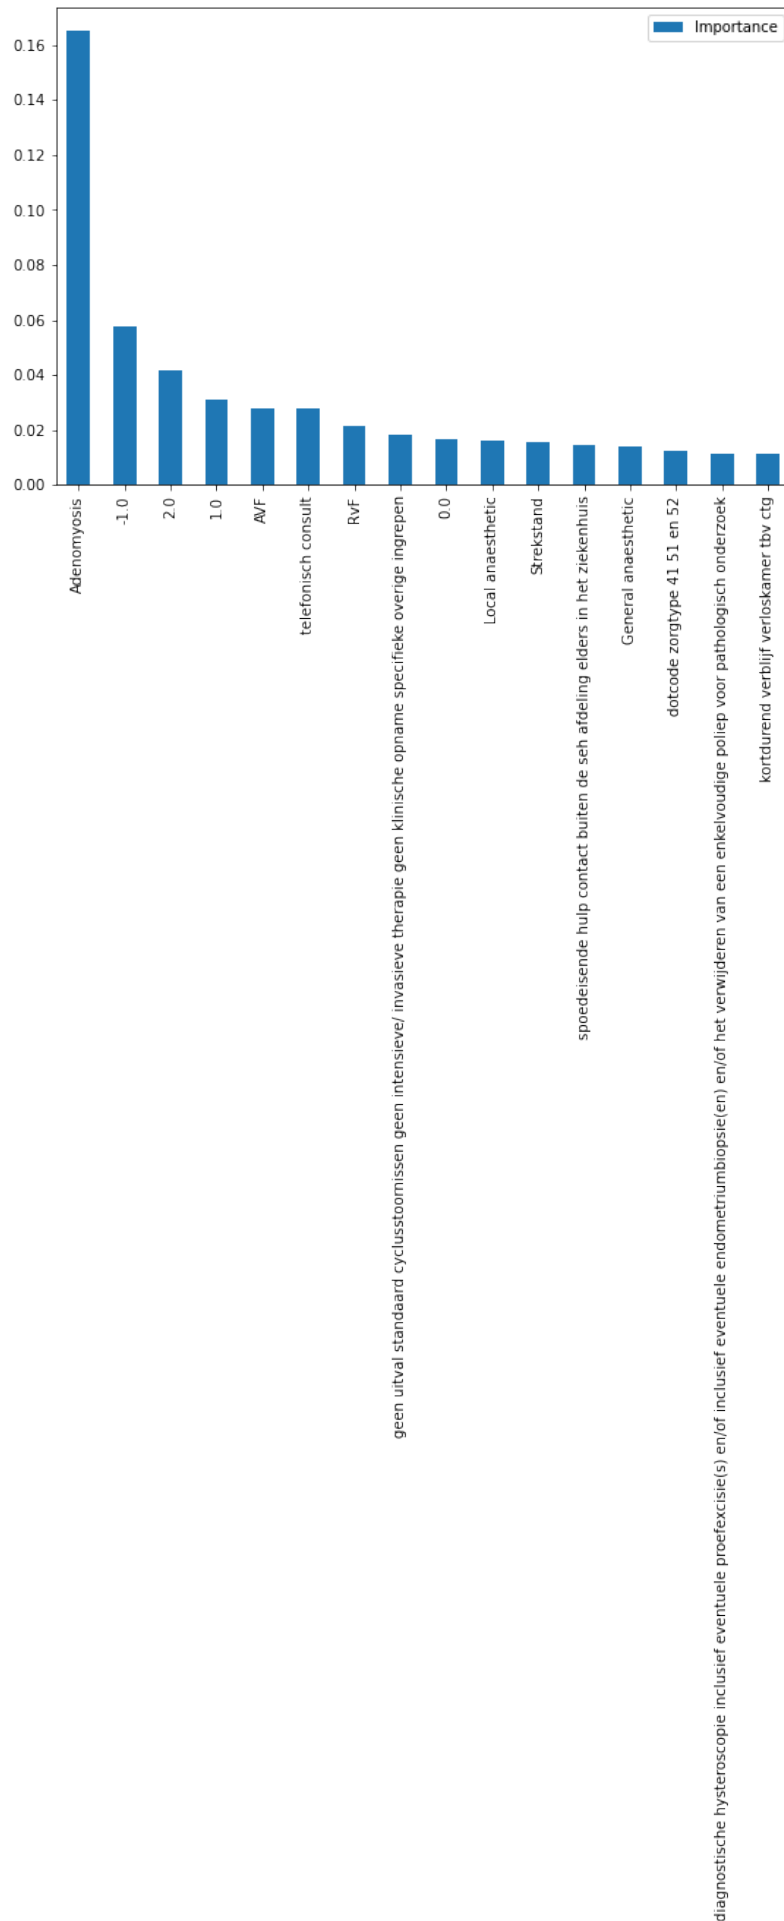 Importance
0.16
0.14
0.12
0.10
0.08
0.06
0.04
0.02
0.00
Adenomyosis
-1.0
2.0
1.0
AVF
telefonisch consult
RvF
geen uitval standaard cyclusstoornissen geen intensieve/ invasieve therapie geen klinische opname specifieke overige ingrepen
0.0
Local anaesthetic
Strekstand
spoedeisende hulp contact buiten de seh afdeling elders in het ziekenhuis
General anaesthetic
dotcode zorgtype 41 51 en 52
diagnostische hysteroscopie inclusief eventuele proefexcisie(s) en/of inclusief eventuele endometriumbiopsie(en) en/of het verwijderen van een enkelvoudige poliep voor pathologisch onderzoek
kortdurend verblijf verloskamer tbv ctg